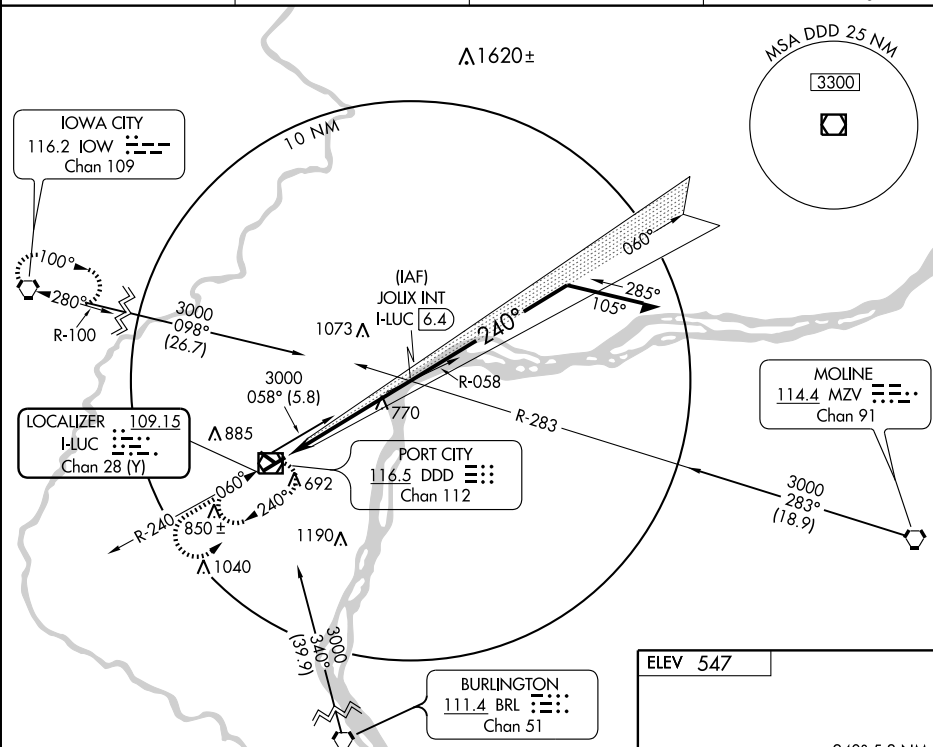 1620±
MSA DDD 25 NM
3300
IOWA CITY
116.2 IOW
Chan 109
10 NM
100°
280°
R-100
3000
098°
(26.7)
(IAF)
JOLIX INT
I-LUC 6.4
1073
060°
285°
105°
240°
R-058
3000
058° (5.8)
770
R-283
MOLINE
114.4 MZV
Chan 91
3000
283°
(18.9)
LOCALIZER 109.15
I-LUC
Chan 28 (Y)
885
PORT CITY
116.5 DDD
Chan 112
692
060°
240°
R-240
850±
1190
1040
3000
340°
(39.9)
BURLINGTON
111.4 BRL
Chan 51
ELEV 547